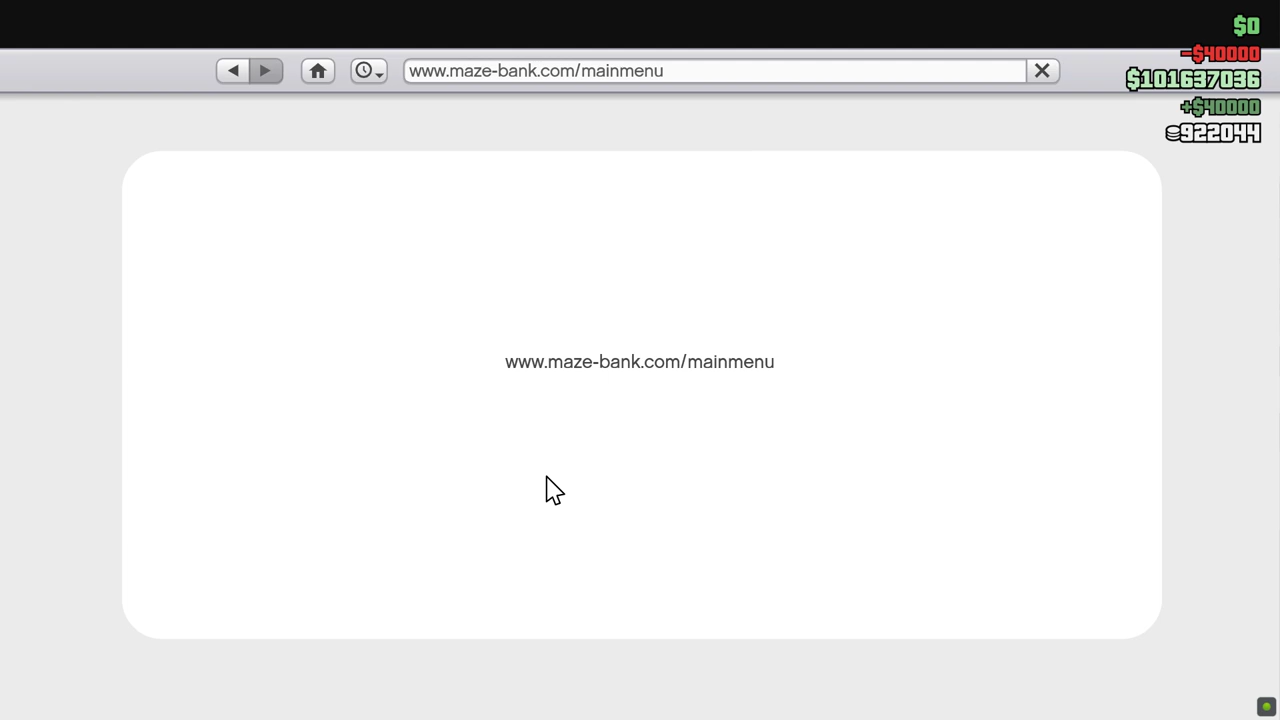 $0
-$40000
www.maze-bank.com/mainmenu
$101637036
+$40000
922044
www.maze-bank.com/mainmenu